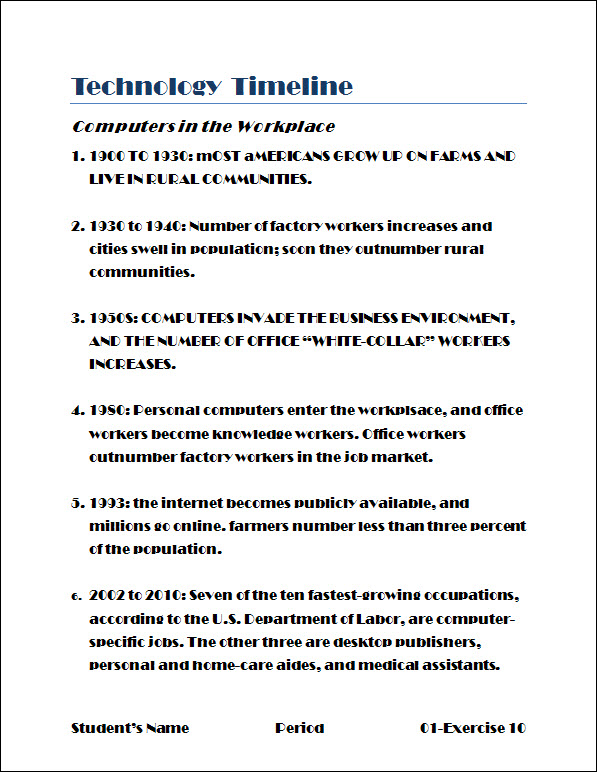 Technology Timeline
Computers in the Workplace
1. 1900 TO 1930: mOST aMERICANS GROW UP ON FARMS AND
LIVE IN RURAL COMMUNITIES.
2. 1930 to 1940: Number of factory workers increases and
cities swell in population; soon they outnumber rural
communities.
3. 1950S: COMPUTERS INVADE THE BUSINESS ENVIRONMENT,
AND THE NUMBER OF OFFICE “WHITE-COLLAR” WORKERS
INCREASES.
4. 1980: Personal computers enter the workplsace, and office
workers become knowledge workers. Office workers
outnumber factory workers in the job market.
5. 1993: the internet becomes publicly available, and
millions go online. farmers number less than three percent
of the population.
6. 2002 to 2010: Seven of the ten fastest-growing occupations,
according to the U.S. Department of Labor, are computer-
specific jobs. The other three are desktop publishers,
personal and home-care aides, and medical assistants.
Student’s Name Period 01-Exercise 10